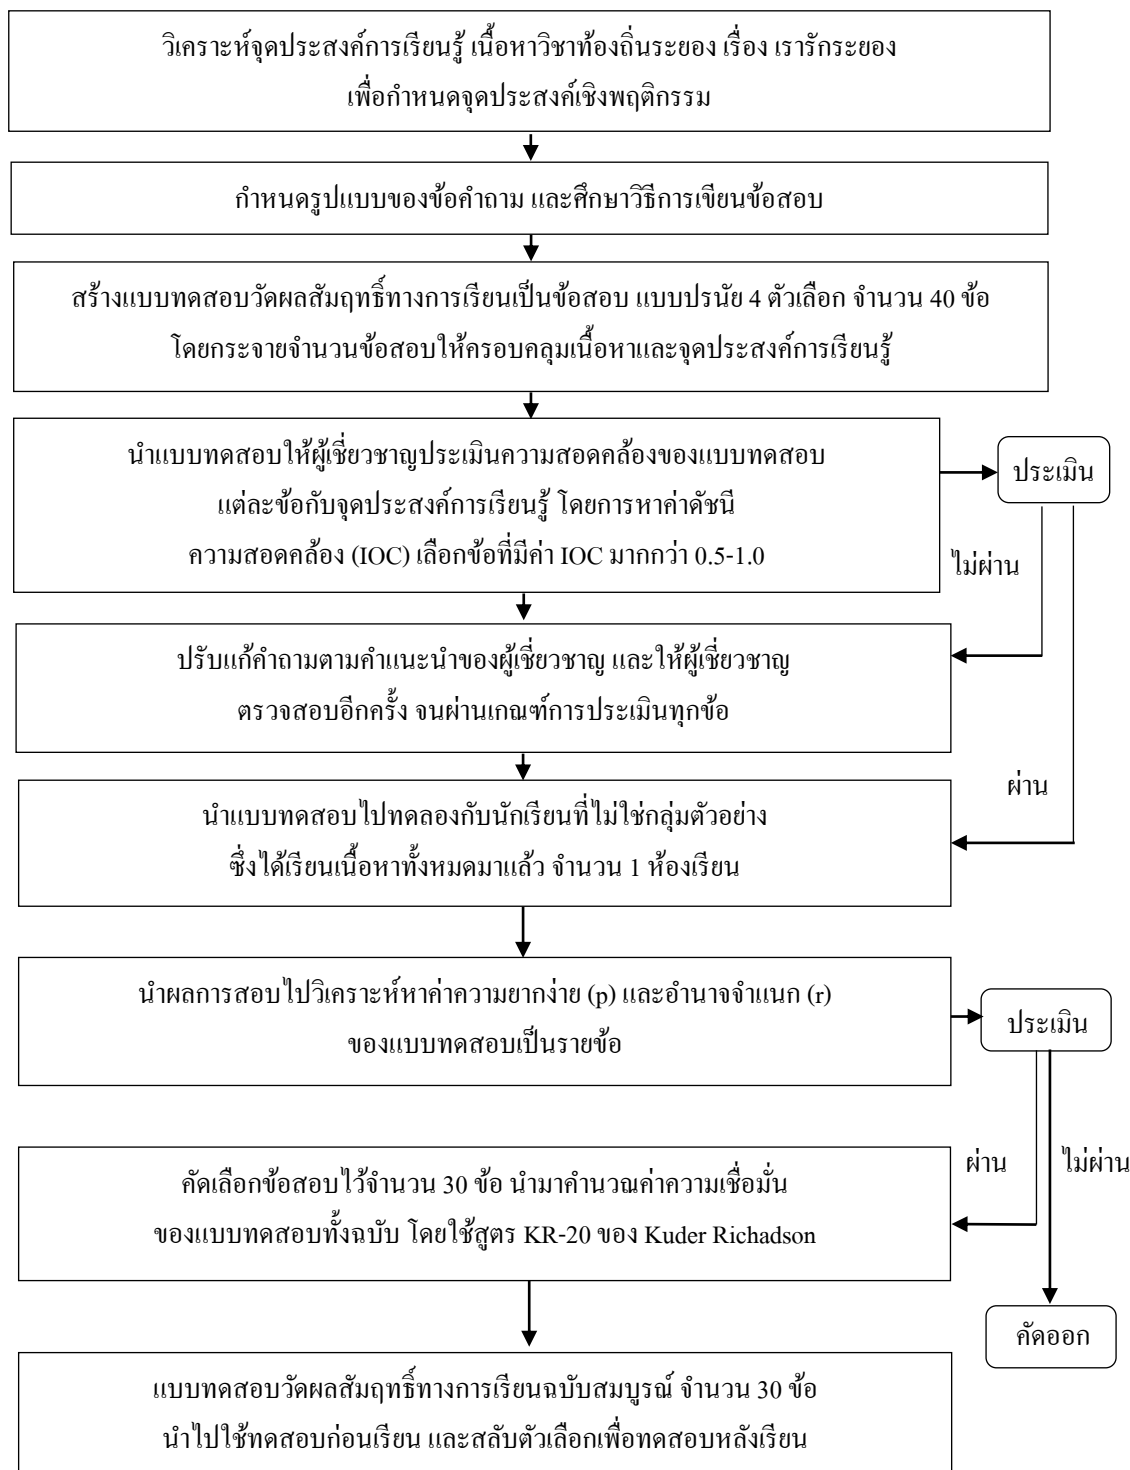 วิเคราะห์จุดประสงค์การเรียนรู้ เนื้อหาวิชาท้องถิ่นระยอง เรื่อง เรารักระยอง
เพื่อกำหนดจุดประสงค์เชิงพฤติกรรม
กำหนดรูปแบบของข้อคำถาม และศึกษาวิธีการเขียนข้อสอบ
สร้างแบบทดสอบวัดผลสัมฤทธิ์ทางการเรียนเป็นข้อสอบ แบบปรนัย 4 ตัวเลือก จำนวน 40 ข้อ
โดยกระจายจำนวนข้อสอบให้ครอบคลุมเนื้อหาและจุดประสงค์การเรียนรู้
นำแบบทดสอบให้ผู้เชี่ยวชาญประเมินความสอดคล้องของแบบทดสอบ
แต่ละข้อกับจุดประสงค์การเรียนรู้ โดยการหาค่าดัชนี
ความสอดคล้อง (IOC) เลือกข้อที่มีค่า IOC มากกว่า 0.5-1.0
ประเมิน
ไม่ผ่าน
ปรับแก้คำถามตามคำแนะนำของผู้เชี่ยวชาญ และให้ผู้เชี่ยวชาญ
ตรวจสอบอีกครั้ง จนผ่านเกณฑ์การประเมินทุกข้อ
ผ่าน
นำแบบทดสอบไปทดลองกับนักเรียนที่ไม่ใช่กลุ่มตัวอย่าง
ซึ่งได้เรียนเนื้อหาทั้งหมดมาแล้ว จำนวน 1 ห้องเรียน
นำผลการสอบไปวิเคราะห์หาค่าความยากง่าย (p) และอำนาจจำแนก (r)
ของแบบทดสอบเป็นรายข้อ
ประเมิน
ผ่าน
ไม่ผ่าน
คัดเลือกข้อสอบไว้จำนวน 30 ข้อ นำมาคำนวณค่าความเชื่อมั่น
ของแบบทดสอบทั้งฉบับ โดยใช้สูตร KR-20 ของ Kuder Richadson
คัดออก
แบบทดสอบวัดผลสัมฤทธิ์ทางการเรียนฉบับสมบูรณ์ จำนวน 30 ข้อ
นำไปใช้ทดสอบก่อนเรียน และสลับตัวเลือกเพื่อทดสอบหลังเรียน